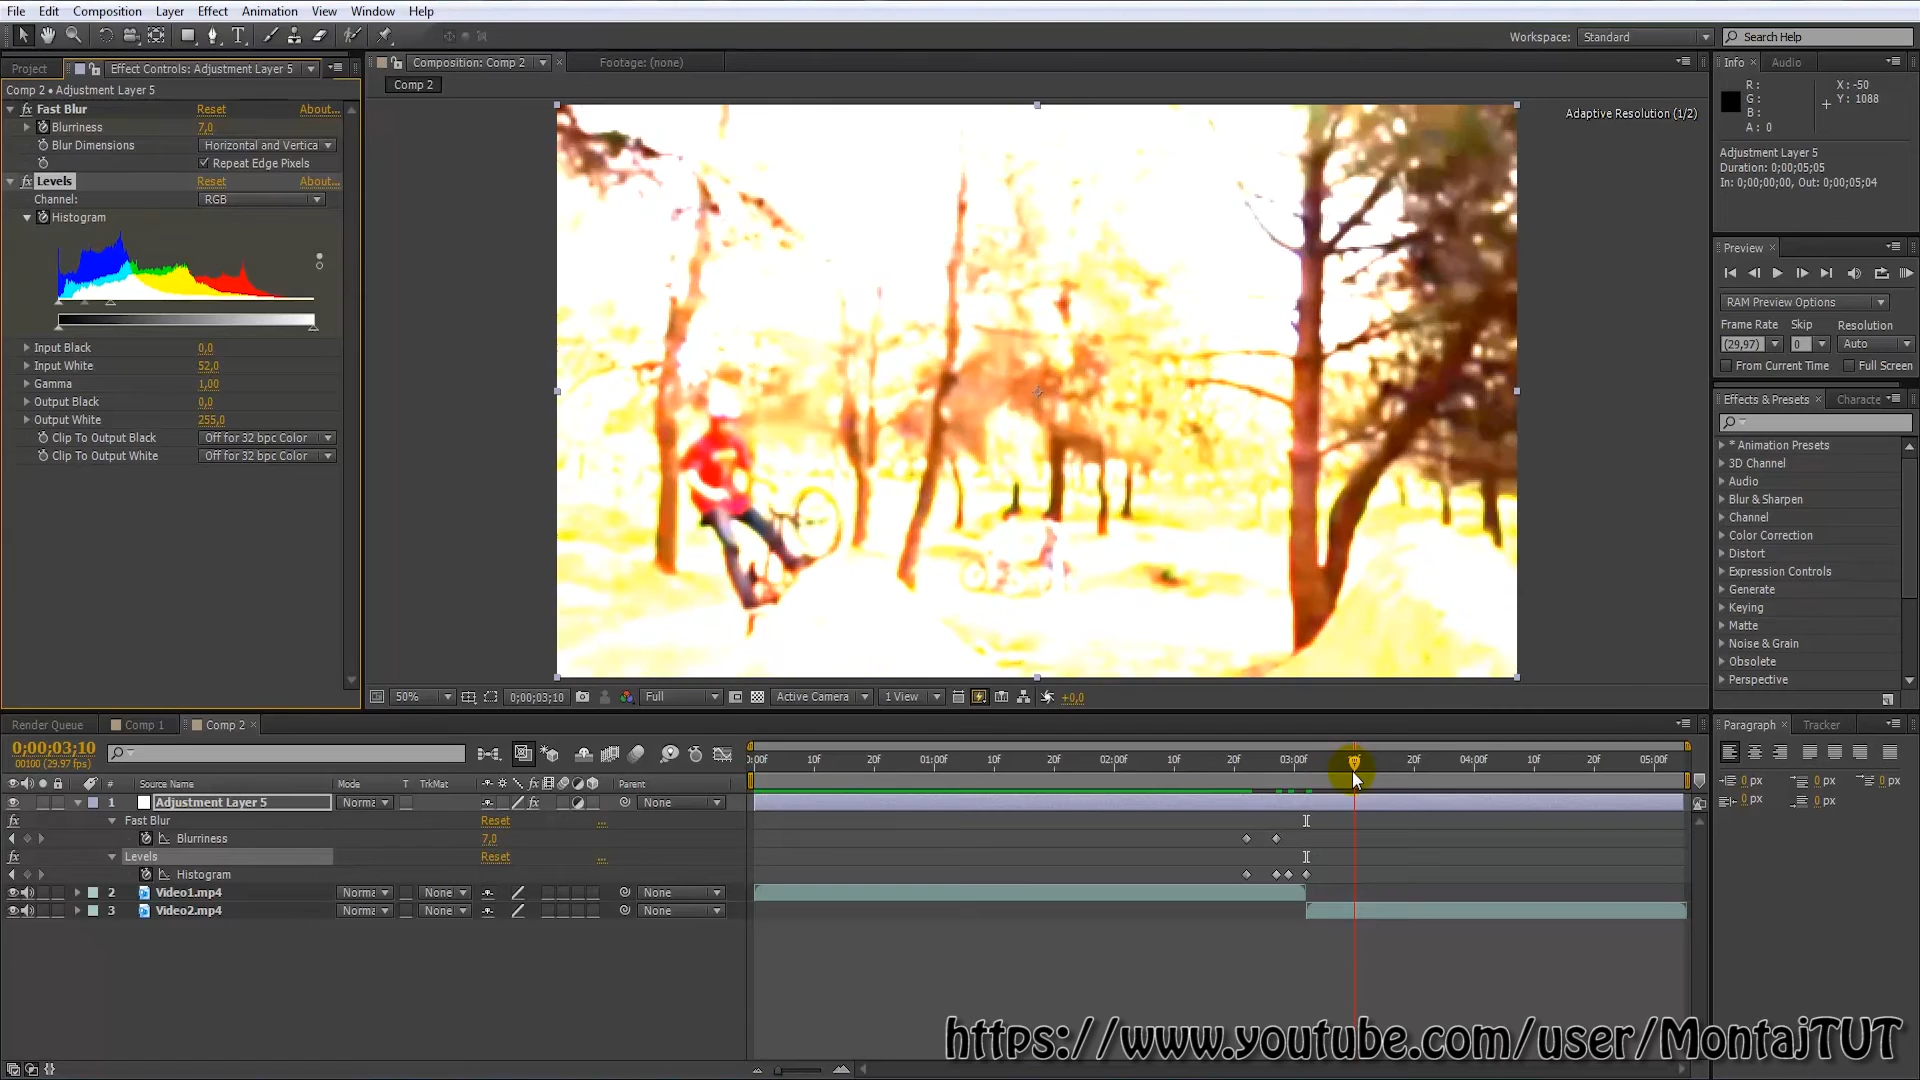 File Edit Composition Layer Effect Animation View Window Help
Workspace: Standard Search Help
Project Effect Controls: Adjustment Layer 5
Comp 2 • Adjustment Layer 5
fx Fast Blur Reset About...
Blurriness 7,0
Blur Dimensions Horizontal and Vertica
Repeat Edge Pixels
fx Levels Reset About...
Channel: RGB
Histogram
Input Black 0,0
Input White 52,0
Gamma 1,00
Output Black 0,0
Output White 255,0
Clip To Output Black Off for 32 bpc Color
Clip To Output White Off for 32 bpc Color
Composition: Comp 2 Footage: (none)
Comp 2
Adaptive Resolution (1/2)
50% 0;00;03;10 Full Active Camera 1 View +0,0
Info Audio
R: X: -50
G: Y: 1088
B:
A: 0
Adjustment Layer 5
Duration: 0;00;05;05
In: 0;00;00;00, Out: 0;00;05;04
Preview
RAM Preview Options
Frame Rate Skip Resolution
(29,97) 0 Auto
From Current Time Full Screen
Effects & Presets Characte
* Animation Presets
3D Channel
Audio
Blur & Sharpen
Channel
Color Correction
Distort
Expression Controls
Generate
Keying
Matte
Noise & Grain
Obsolete
Perspective
Paragraph Tracker
0 px 0 px 0 px
0 px 0 px
Render Queue Comp 1 Comp 2
0;00;03;10
00100 (29.97 fps)
0:00f 10f 20f 01:00f 10f 20f 02:00f 10f 20f 03:00f 20f 04:00f 10f 20f 05:00f
# Source Name Mode T TrkMat fx Parent
1 Adjustment Layer 5 Norma fx None
fx Fast Blur Reset ...
Blurriness 7,0
fx Levels Reset ...
Histogram
2 Video1.mp4 Norma None None
3 Video2.mp4 Norma None None
https://www.youtube.com/user/MontajTUT